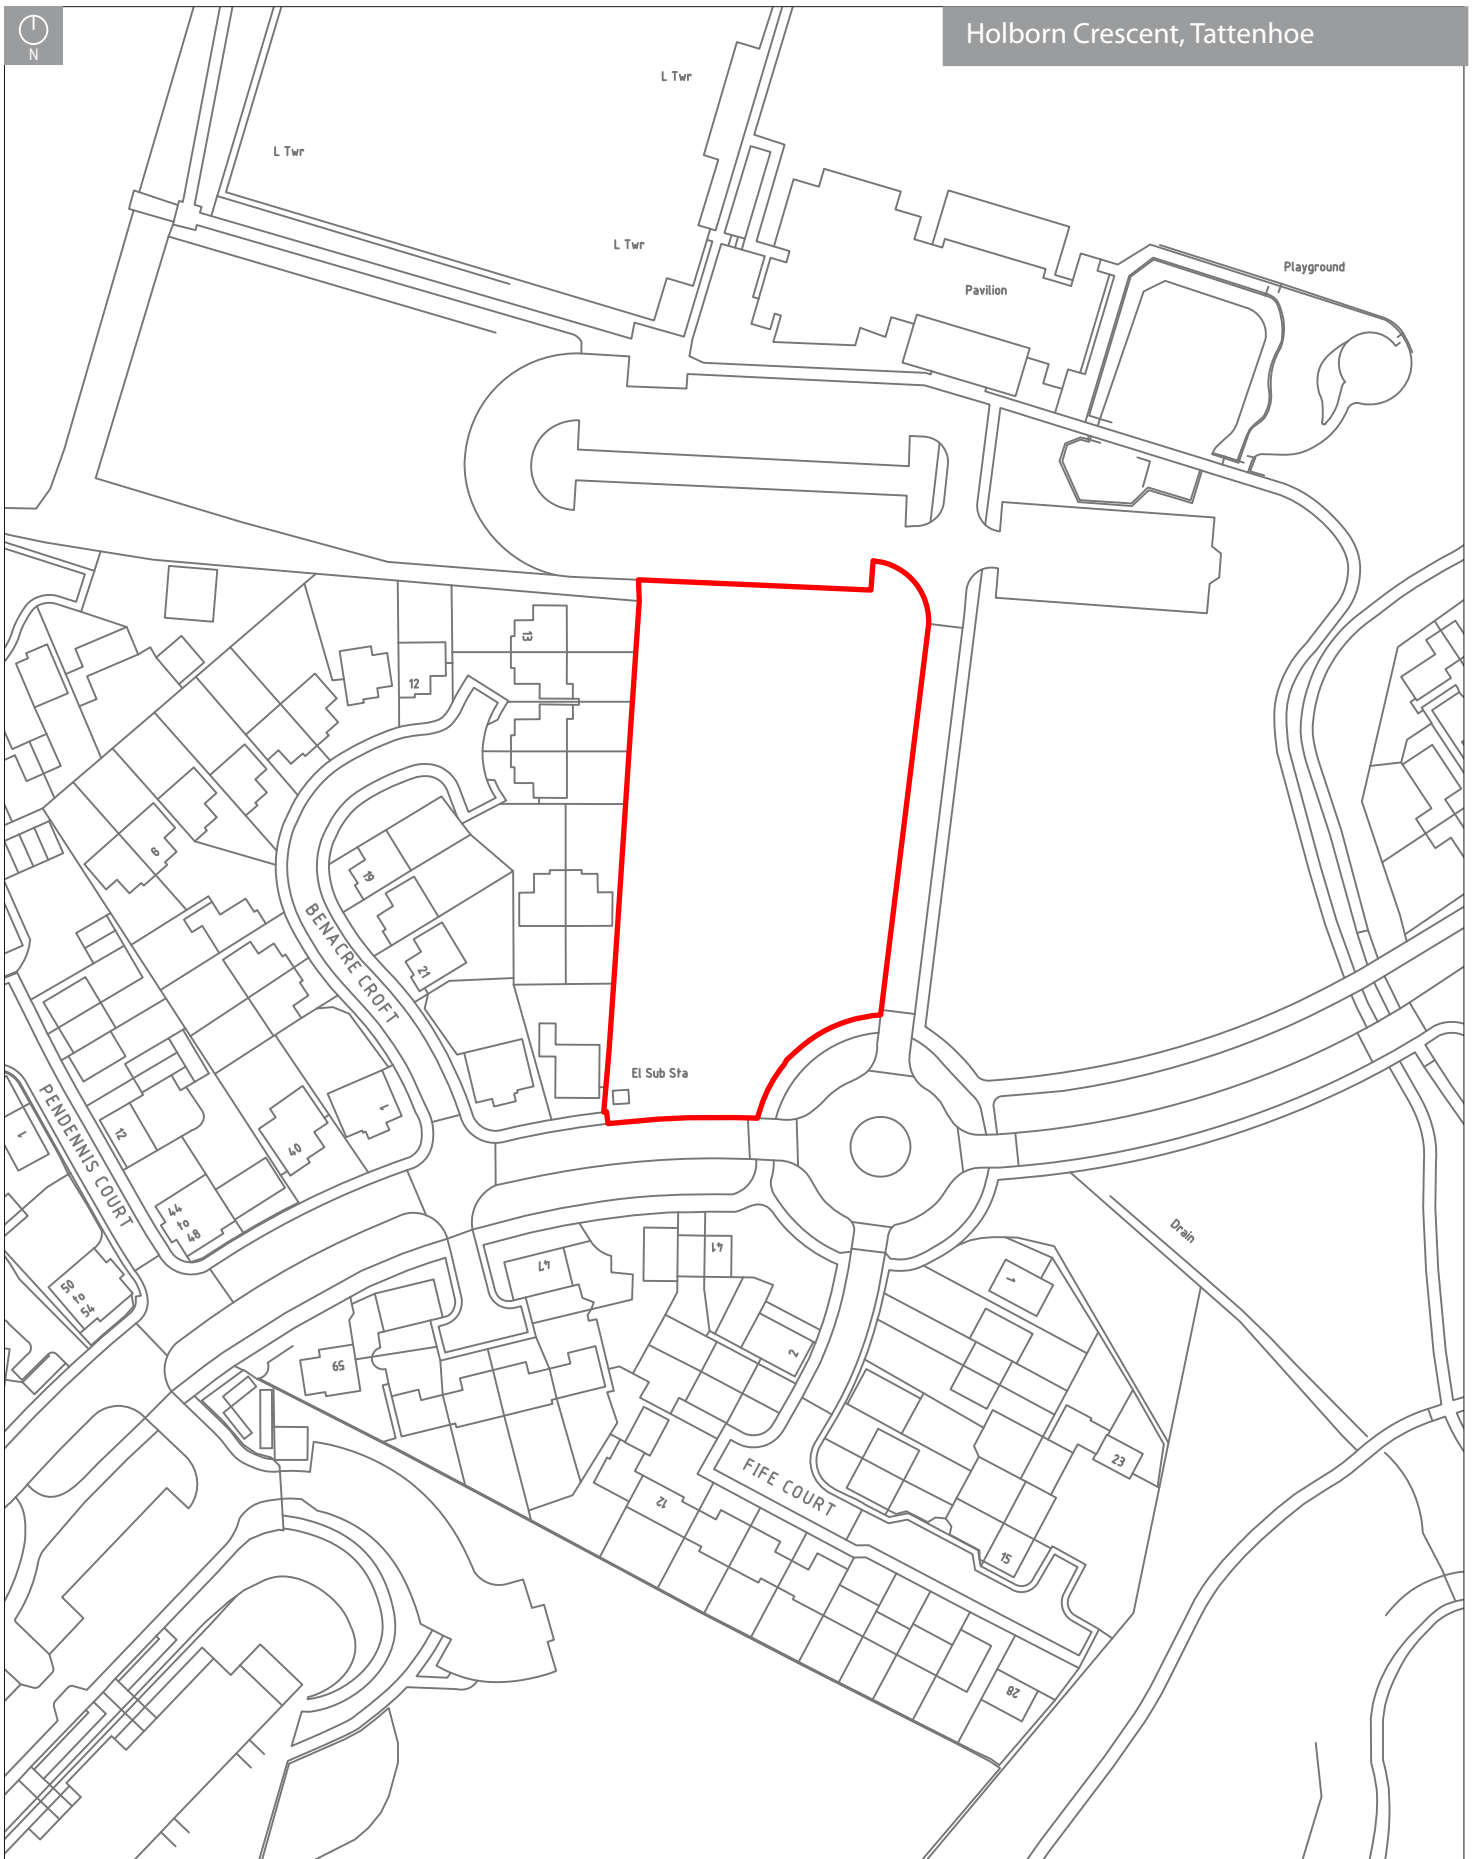 N
Holborn Crescent, Tattenhoe
L Twr
L Twr
L Twr
Playground
Pavilion
13
12
6
19
21
BENACRE CROFT
El Sub Sta
PENDENNIS COURT
1
12
40
1
44
to
48
50
to
54
Drain
41
47
1
2
59
23
FIFE COURT
12
15
28